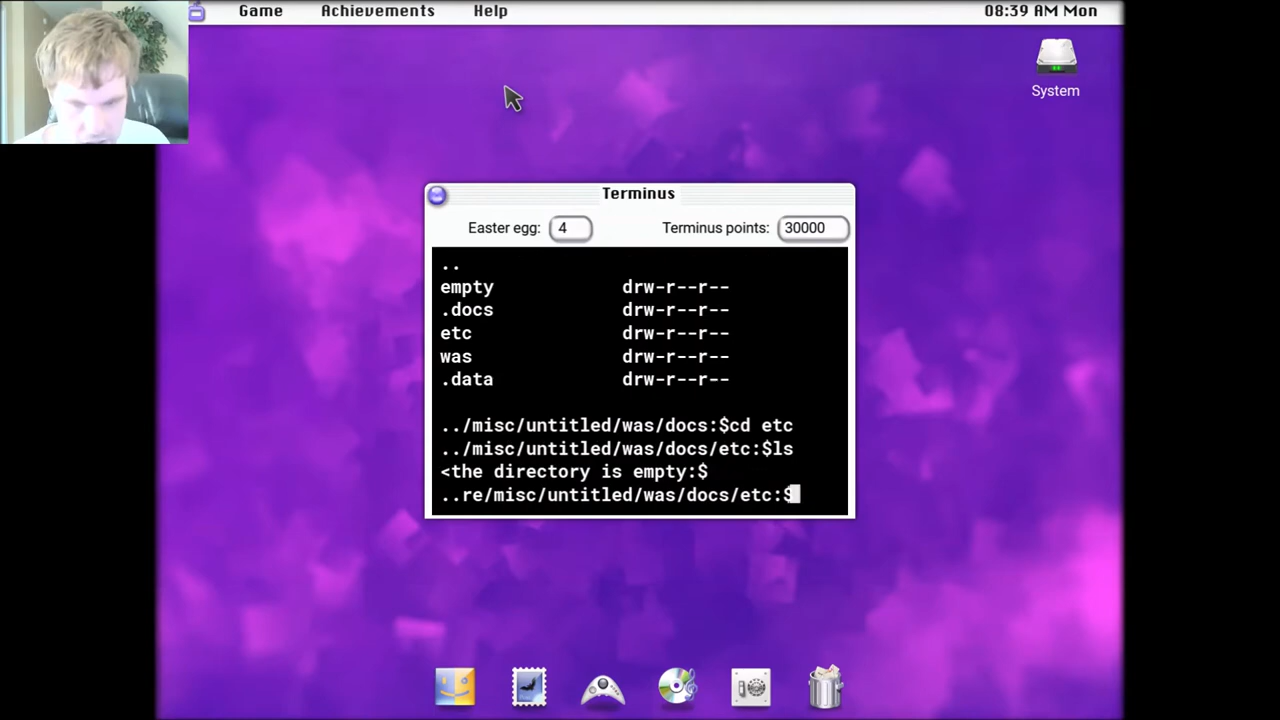 Game Achievements Help 08:39 AM Mon
System
Terminus
Easter egg: 4 Terminus points: 30000
..
empty drw-r--r--
.docs drw-r--r--
etc drw-r--r--
was drw-r--r--
.data drw-r--r--
../misc/untitled/was/docs:$cd etc
../misc/untitled/was/docs/etc:$ls
<the directory is empty:$
..re/misc/untitled/was/docs/etc:$